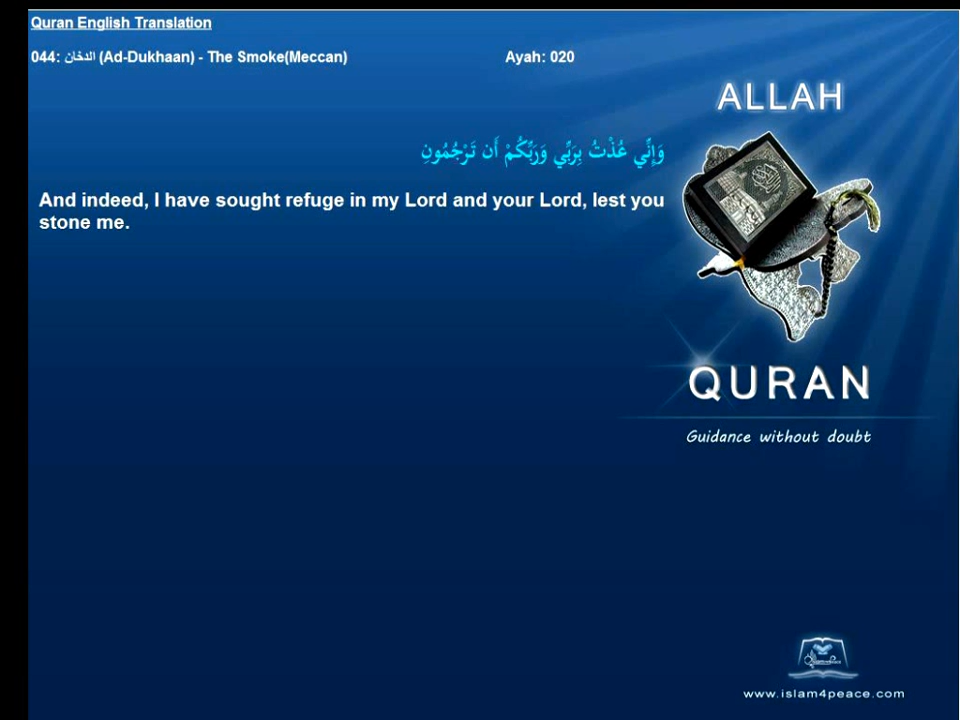 Quran English Translation
044: الدخان (Ad-Dukhaan) - The Smoke(Meccan) Ayah: 020
ALLAH
وَإِنِّي عُذْتُ بِرَبِّي وَرَبِّكُمْ أَن تَرْجُمُونِ
And indeed, I have sought refuge in my Lord and your Lord, lest you
stone me.
QURAN
Guidance without doubt
www.islam4peace.com